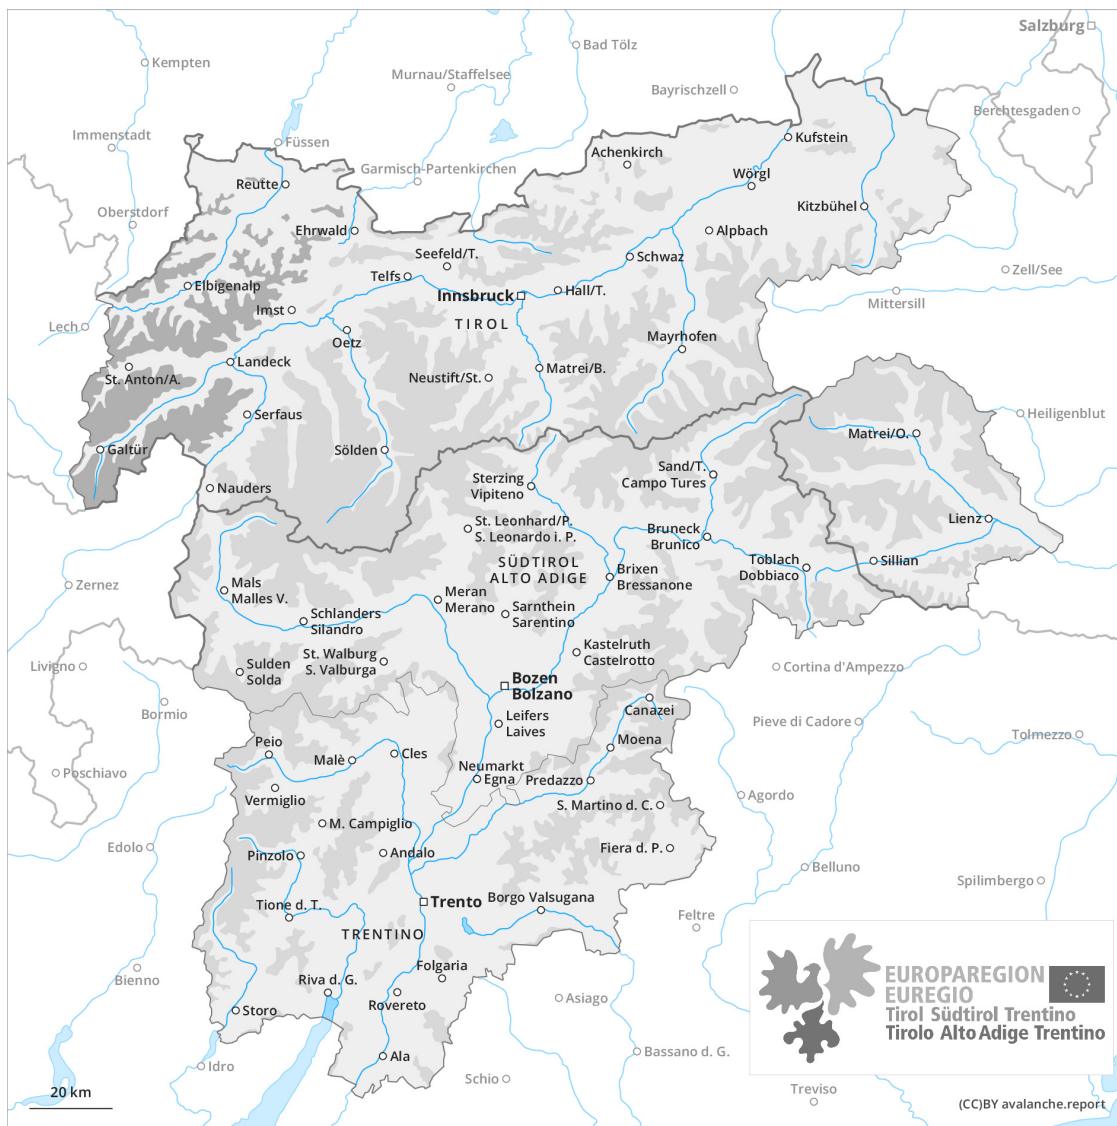 Salzburg
Bad Tölz
Kempten
Murnau/Staffelsee
Bayrischzell
Berchtesgaden
Immenstadt
Füssen
Kufstein
Achenkirch
Garmisch-Partenkirchen
Wörgl
Reutte
Kitzbühel
Oberstdorf
Ehrwald
Alpbach
Seefeld/T.
Schwaz
Zell/See
Telfs
Elbigenalp
Innsbruck
Hall/T.
Mittersill
Imst
Lech
TIROL
Oetz
Mayrhofen
Landeck
St. Anton/A.
Neustift/St.
Matrei/B.
Serfaus
Heiligenblut
Matrei/O.
Galtür
Sölden
Sand/T.
Campo Tures
Sterzing
Vipiteno
Nauders
St. Leonhard/P.
S. Leonardo i. P.
Lienz
Bruneck
Brunico
SÜDTIROL
ALTO ADIGE
Toblach
Dobbiaco
Sillian
Brixen
Bressanone
Zernez
Mals
Malles V.
Meran
Merano
Schlanders
Silandro
Sarnthein
Sarentino
Kastelruth
Castelrotto
St. Walburg
S. Valburga
Livigno
Sulden
Solda
Cortina d'Ampezzo
Bozen
Bolzano
Bormio
Canazei
Leifers
Laives
Pieve di Cadore
Tolmezzo
Peio
Moena
Malè
Cles
Poschiavo
Neumarkt
Egna
Predazzo
Vermiglio
Agordo
S. Martino d. C.
M. Campiglio
Edolo
Pinzolo
Andalo
Fiera d. P.
Belluno
Spilimbergo
Tione d. T.
Trento
Borgo Valsugana
Feltre
TRENTINO
Bienno
Riva d. G.
Folgaria
Rovereto
Asiago
Storo
EUROPAREGION
EUREGIO
Tirol Südtirol Trentino
Tirolo Alto Adige Trentino
Ala
Idro
Bassano d. G.
Schio
Treviso
20 km
(CC)BY avalanche.report